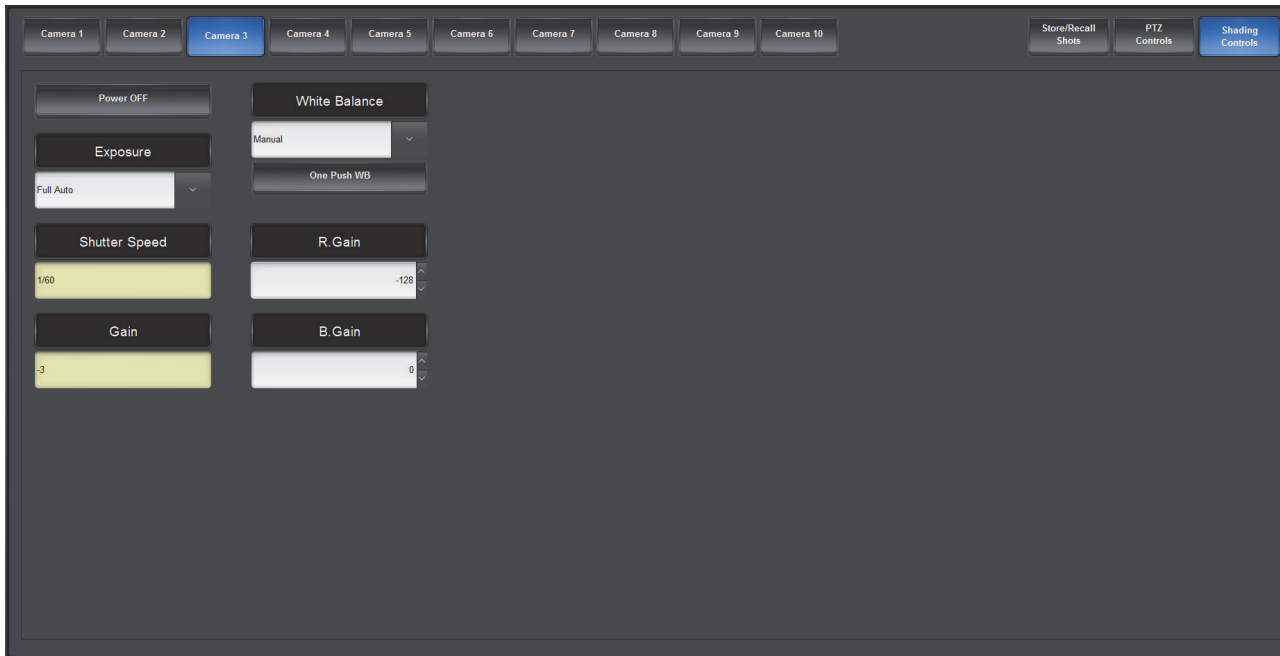 Camera 1
Camera 2
Camera 3
Camera 4
Camera 5
Camera 6
Camera 7
Camera 8
Camera 9
Camera 10
Store/Recall
Shots
PTZ
Controls
Shading
Controls
Power OFF
White Balance
Manual
Exposure
One Push WB
Full Auto
Shutter Speed
R.Gain
1/60
-128
Gain
B.Gain
-3
0